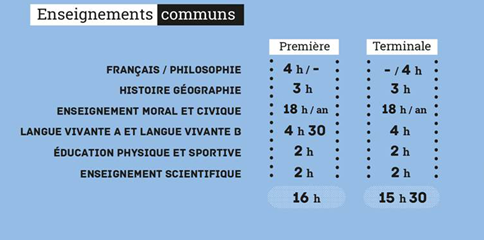 Enseignements communs
Première Terminale
FRANÇAIS / PHILOSOPHIE 4 h / - - / 4 h
HISTOIRE GÉOGRAPHIE 3 h 3 h
ENSEIGNEMENT MORAL ET CIVIQUE 18 h / an 18 h / an
LANGUE VIVANTE A ET LANGUE VIVANTE B 4 h 30 4 h
ÉDUCATION PHYSIQUE ET SPORTIVE 2 h 2 h
ENSEIGNEMENT SCIENTIFIQUE 2 h 2 h
16 h 15 h 30